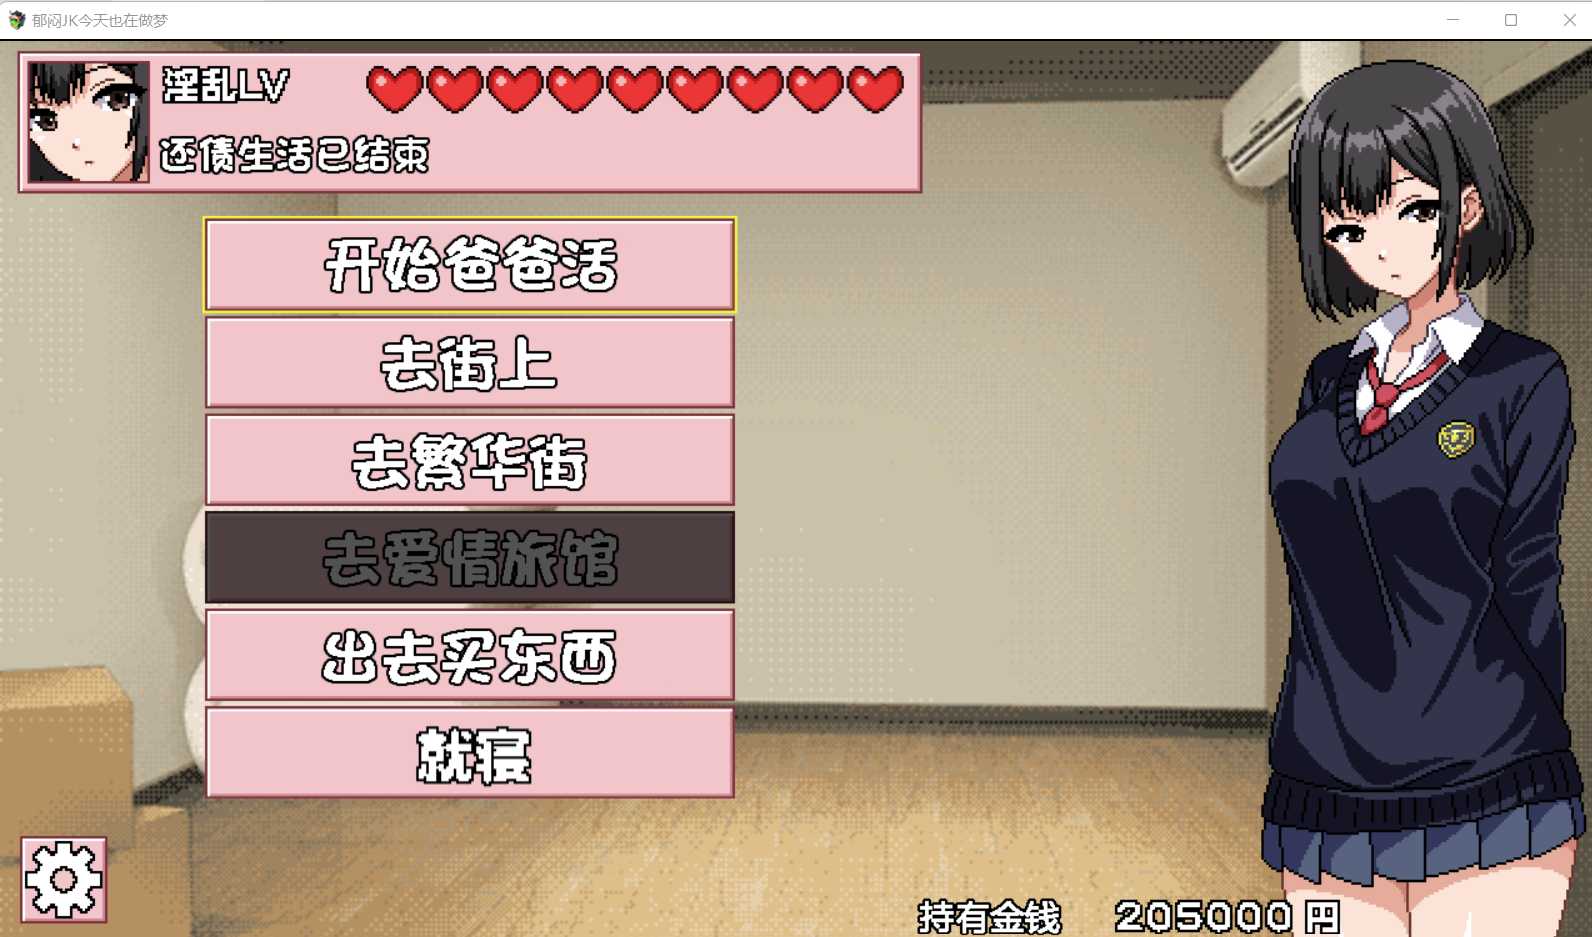 郁闷JK今天也在做梦
淫乱LV
还债生活已结束
开始爸爸活
去街上
去繁华街
去爱情旅馆
出去买东西
就寝
持有金钱 205000 円